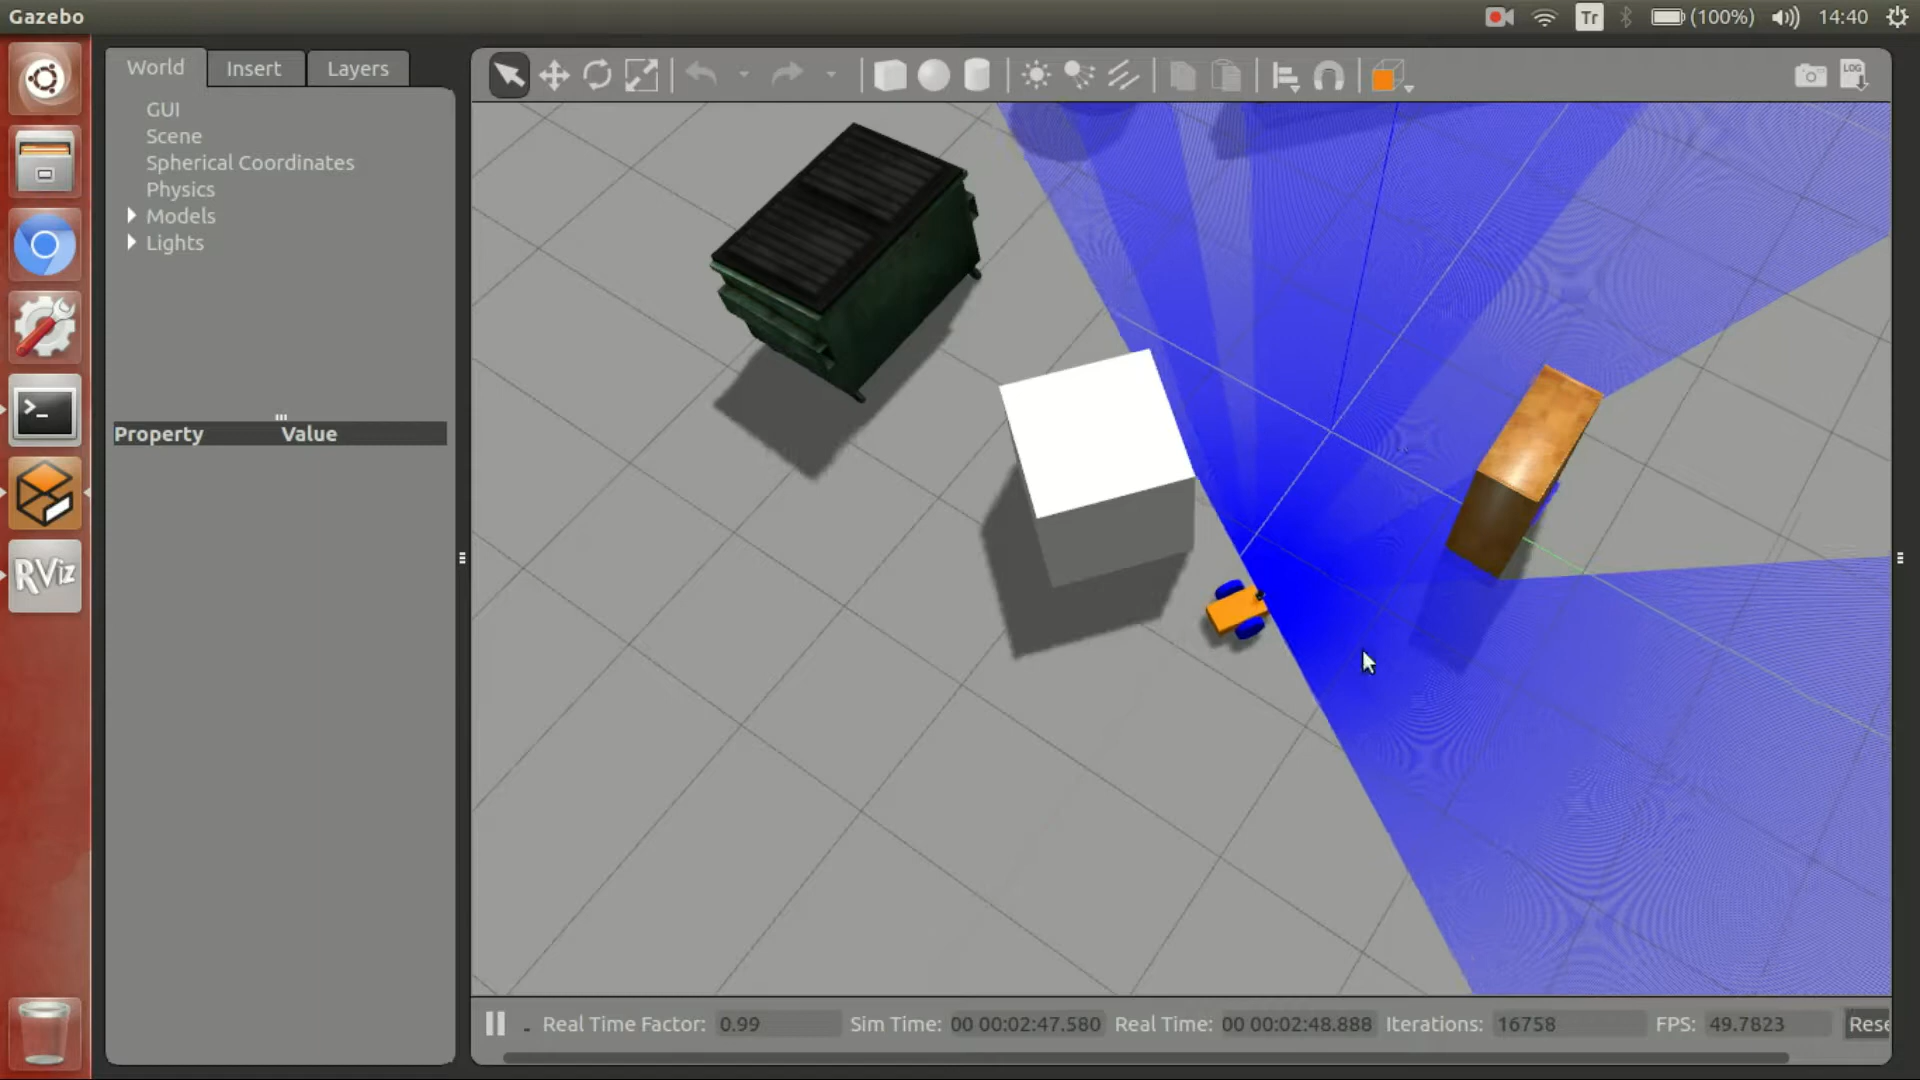 Gazebo
Tr
(100%)
14:40
World
Insert
Layers
LOG
GUI
Scene
Spherical Coordinates
Physics
Models
Lights
Property
Value
RViz
Real Time Factor: 0.99
Sim Time: 00 00:02:47.580
Real Time: 00 00:02:48.888
Iterations: 16758
FPS: 49.7823
Rese